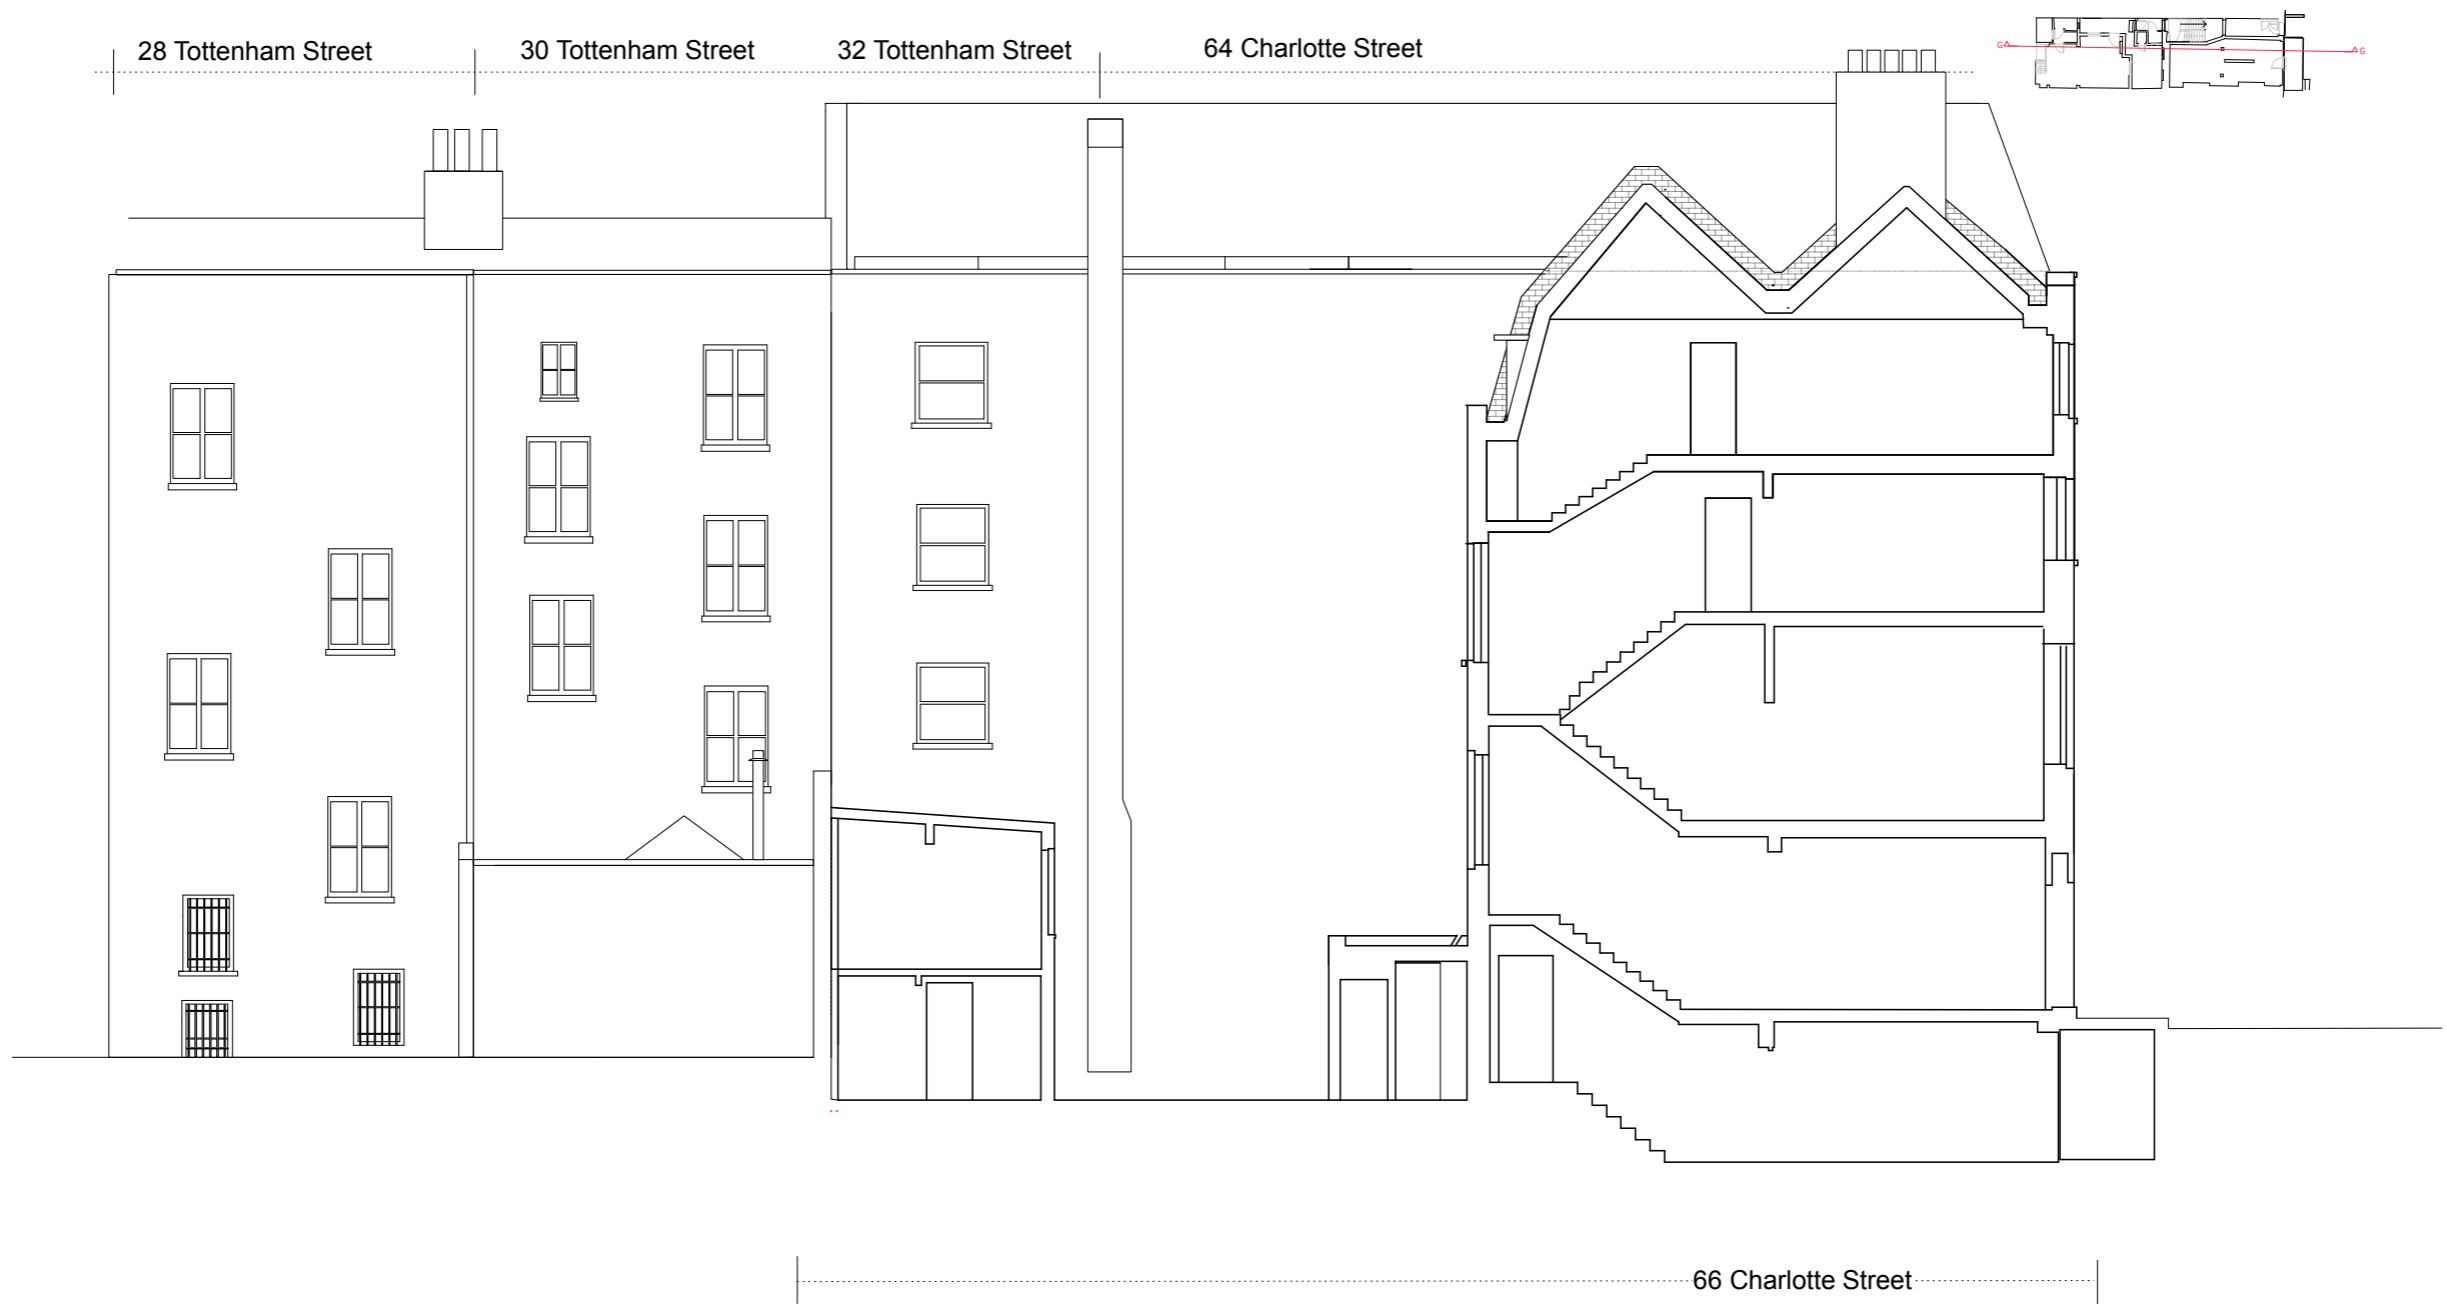 28 Tottenham Street
30 Tottenham Street
32 Tottenham Street
64 Charlotte Street
G
G
66 Charlotte Street